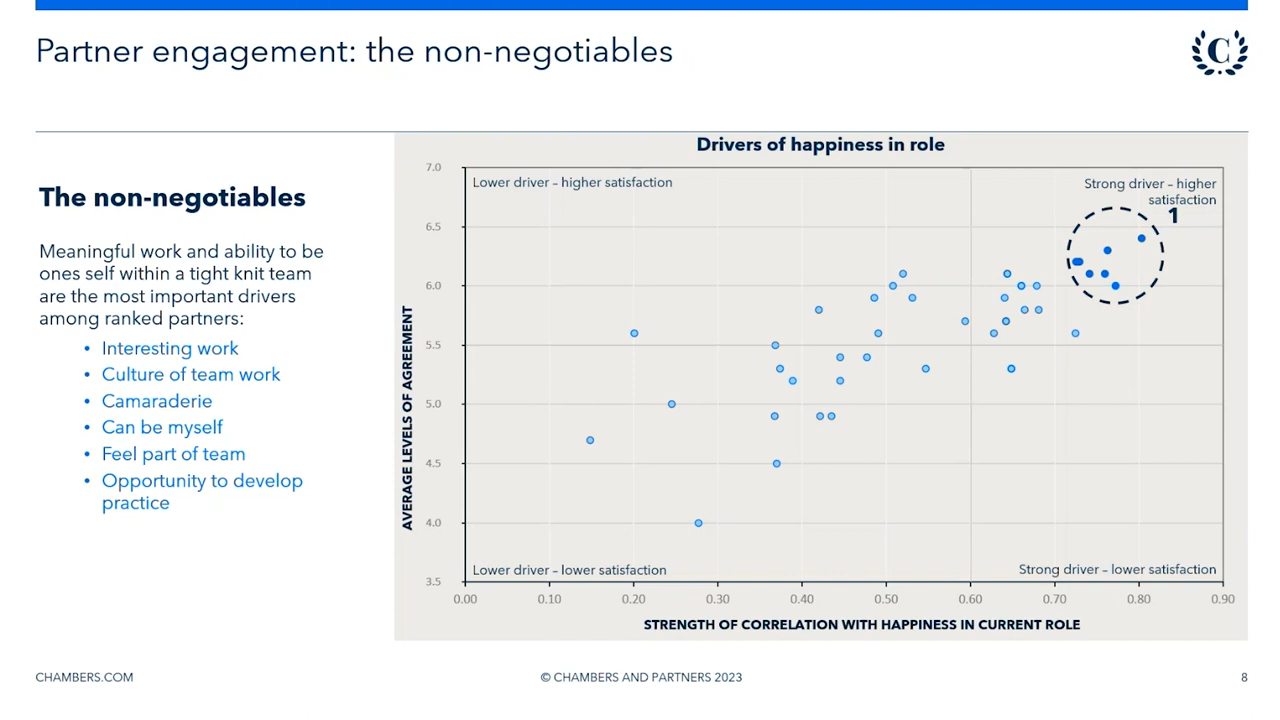 Partner engagement: the non-negotiables
C
The non-negotiables
Meaningful work and ability to be
ones self within a tight knit team
are the most important drivers
among ranked partners:
• Interesting work
• Culture of team work
• Camaraderie
• Can be myself
• Feel part of team
• Opportunity to develop
practice
Drivers of happiness in role
Lower driver – higher satisfaction
Strong driver – higher
satisfaction
1
AVERAGE LEVELS OF AGREEMENT
7.0
6.5
6.0
5.5
5.0
4.5
4.0
3.5
Lower driver – lower satisfaction
Strong driver – lower satisfaction
0.00 0.10 0.20 0.30 0.40 0.50 0.60 0.70 0.80 0.90
STRENGTH OF CORRELATION WITH HAPPINESS IN CURRENT ROLE
CHAMBERS.COM
© CHAMBERS AND PARTNERS 2023
8